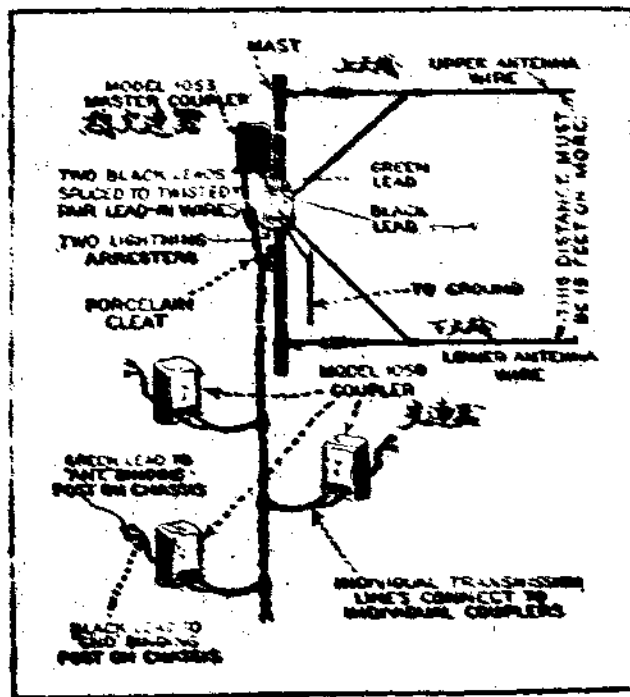 MAST
UPPER ANTENNA
WIRE
MODEL 1053
MASTER COUPLER
TWO BLACK LEADS
SPLICED TO TWISTED
PAIR LEAD-IN WIRES
GREEN
LEAD
BLACK
LEAD
THIS DISTANCE MUST
BE 15 FEET OR MORE
TWO LIGHTNING
ARRESTERS
TO GROUND
PORCELAIN
CLEAT
LOWER ANTENNA
WIRE
MODEL 1050
COUPLER
GREEN LEAD TO
"ANT" BINDING
POST ON CHASSIS
INDIVIDUAL TRANSMISSION
LINES CONNECT TO
INDIVIDUAL COUPLERS
BLACK LEAD TO
"GND" BINDING
POST ON CHASSIS